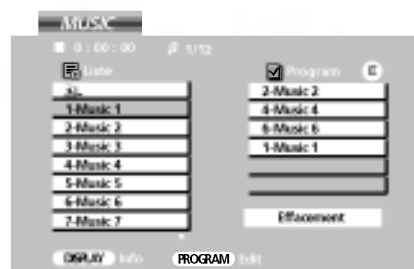 MUSIC
0:00:00 1/12
Liste
1-Music 1
2-Music 2
3-Music 3
4-Music 4
5-Music 5
6-Music 6
7-Music 7
Program E
2-Music 2
4-Music 4
6-Music 6
1-Music 1
Effacement
DISPLAY Info PROGRAM Edit